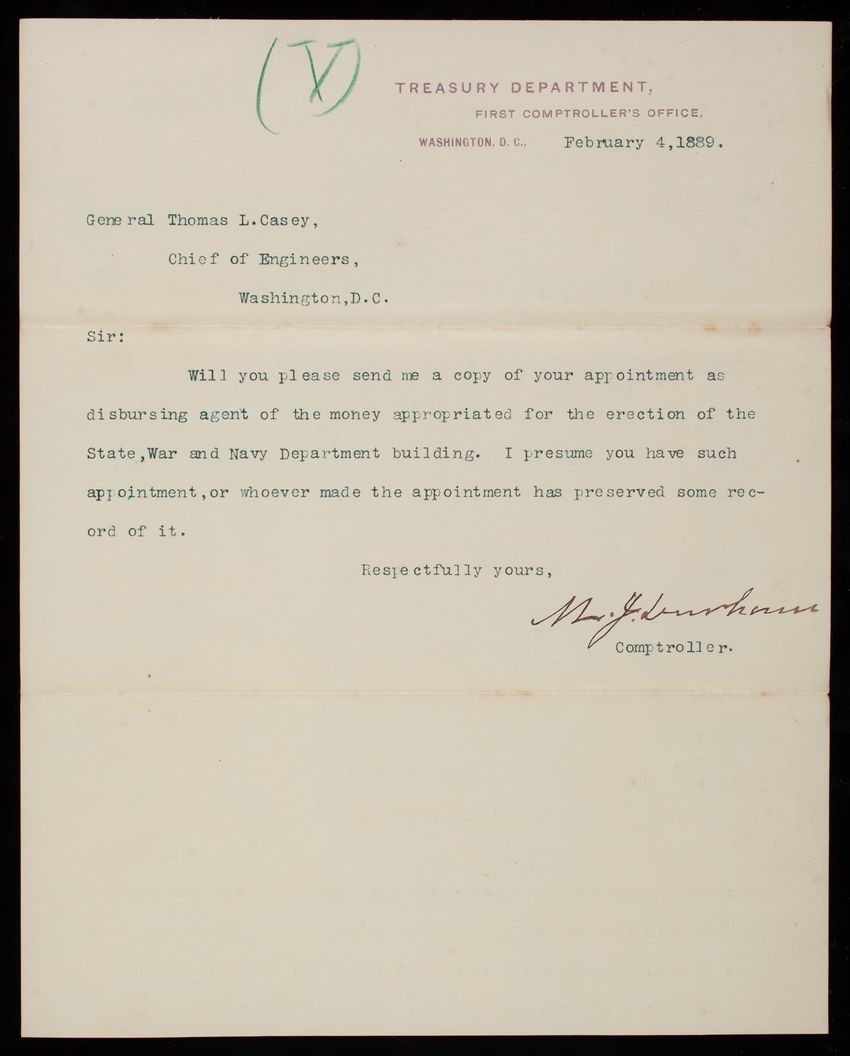 (V)
TREASURY DEPARTMENT,
FIRST COMPTROLLER'S OFFICE,
WASHINGTON, D. C., February 4,1889.
General Thomas L.Casey,
Chief of Engineers,
Washington,D.C.
Sir:
Will you please send me a copy of your appointment as
disbursing agent of the money appropriated for the erection of the
State,War and Navy Department building. I presume you have such
appointment,or whoever made the appointment has preserved some rec-
ord of it.
Respectfully yours,
M. J. Durham
Comptroller.